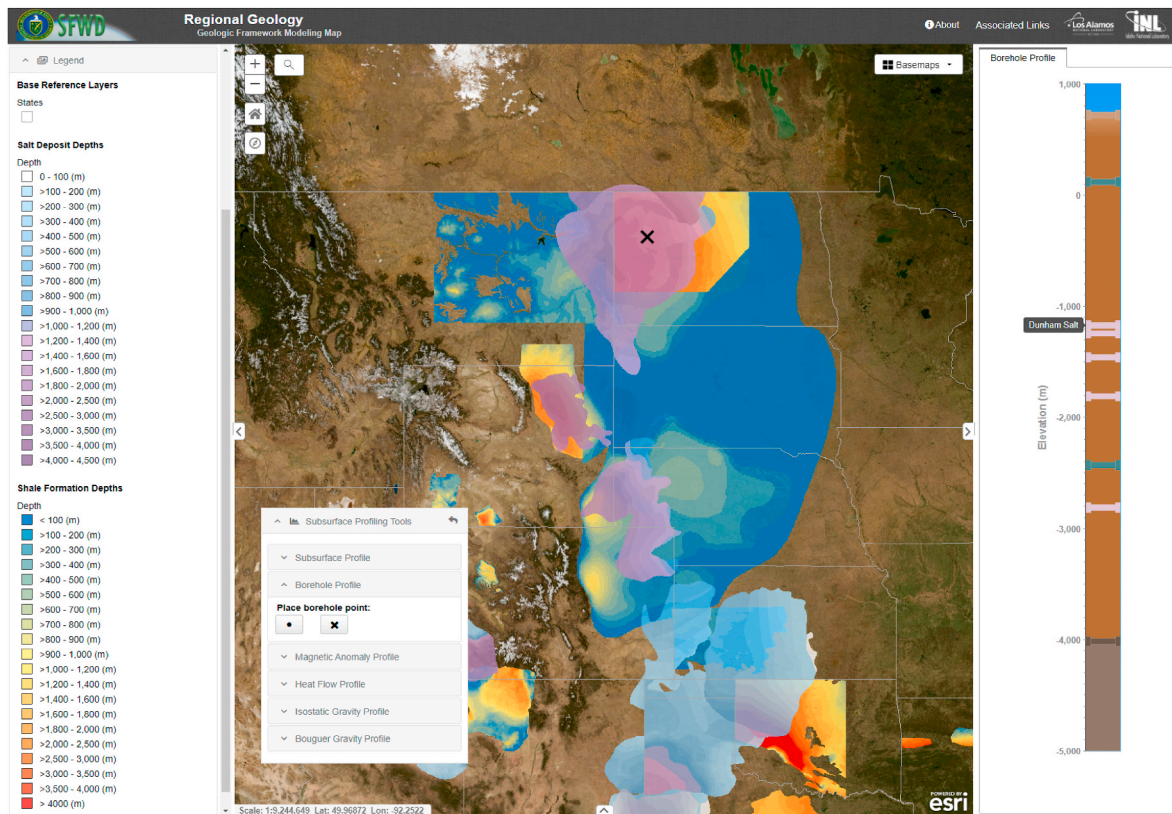 SFWD
Regional Geology
Geologic Framework Modeling Map
About
Associated Links
Los Alamos
NATIONAL LABORATORY
INL
Idaho National Laboratory
Legend
Base Reference Layers
States
Salt Deposit Depths
Depth
0 - 100 (m)
>100 - 200 (m)
>200 - 300 (m)
>300 - 400 (m)
>400 - 500 (m)
>500 - 600 (m)
>600 - 700 (m)
>700 - 800 (m)
>800 - 900 (m)
>900 - 1,000 (m)
>1,000 - 1,200 (m)
>1,200 - 1,400 (m)
>1,400 - 1,600 (m)
>1,600 - 1,800 (m)
>1,800 - 2,000 (m)
>2,000 - 2,500 (m)
>2,500 - 3,000 (m)
>3,000 - 3,500 (m)
>3,500 - 4,000 (m)
>4,000 - 4,500 (m)
Shale Formation Depths
Depth
< 100 (m)
>100 - 200 (m)
>200 - 300 (m)
>300 - 400 (m)
>400 - 500 (m)
>500 - 600 (m)
>600 - 700 (m)
>700 - 800 (m)
>800 - 900 (m)
>900 - 1,000 (m)
>1,000 - 1,200 (m)
>1,200 - 1,400 (m)
>1,400 - 1,600 (m)
>1,600 - 1,800 (m)
>1,800 - 2,000 (m)
>2,000 - 2,500 (m)
>2,500 - 3,000 (m)
>3,000 - 3,500 (m)
>3,500 - 4,000 (m)
> 4000 (m)
Basemaps
Subsurface Profiling Tools
Subsurface Profile
Borehole Profile
Place borehole point:
Magnetic Anomaly Profile
Heat Flow Profile
Isostatic Gravity Profile
Bouguer Gravity Profile
Scale: 1:9,244,649 Lat: 49.96872 Lon: -92.2522
POWERED BY
esri
Borehole Profile
1,000
0
-1,000
Dunham Salt
Elevation (m)
-2,000
-3,000
-4,000
-5,000